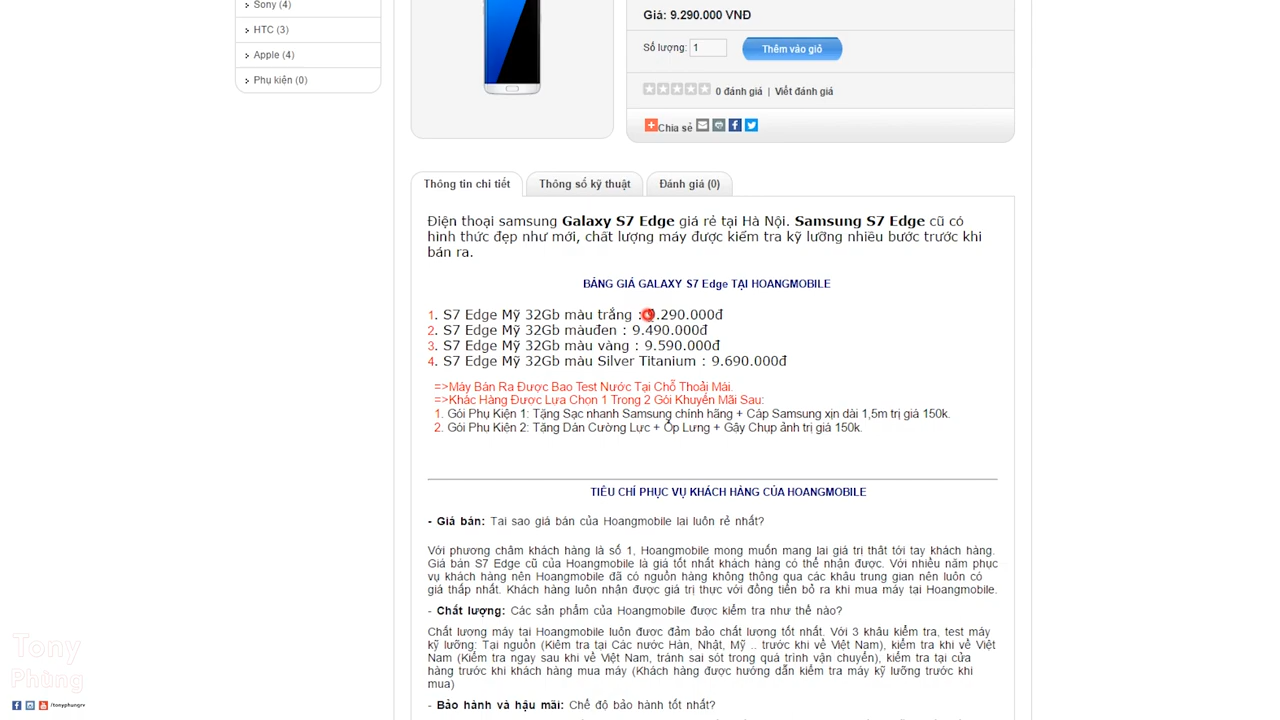 Sony (4)
HTC (3)
Apple (4)
Phụ kiện (0)
Giá: 9.290.000 VNĐ
Số lượng: 1 Thêm vào giỏ
0 đánh giá | Viết đánh giá
Chia sẻ
Thông tin chi tiết Thông số kỹ thuật Đánh giá (0)
Điện thoại samsung Galaxy S7 Edge giá rẻ tại Hà Nội. Samsung S7 Edge cũ có
hình thức đẹp như mới, chất lượng máy được kiểm tra kỹ lưỡng nhiều bước trước khi
bán ra.
BẢNG GIÁ GALAXY S7 Edge TẠI HOANGMOBILE
1. S7 Edge Mỹ 32Gb màu trắng : 9.290.000đ
2. S7 Edge Mỹ 32Gb màuđen : 9.490.000đ
3. S7 Edge Mỹ 32Gb màu vàng : 9.590.000đ
4. S7 Edge Mỹ 32Gb màu Silver Titanium : 9.690.000đ
=>Máy Bán Ra Được Bao Test Nước Tại Chỗ Thoải Mái.
=>Khác Hàng Được Lựa Chọn 1 Trong 2 Gói Khuyến Mãi Sau:
1. Gói Phụ Kiện 1: Tặng Sạc nhanh Samsung chính hãng + Cáp Samsung xịn dài 1,5m trị giá 150k.
2. Gói Phụ Kiện 2: Tặng Dán Cường Lực + Ốp Lưng + Gậy Chụp ảnh trị giá 150k.
TIÊU CHÍ PHỤC VỤ KHÁCH HÀNG CỦA HOANGMOBILE
- Giá bán: Tại sao giá bán của Hoangmobile lại luôn rẻ nhất?
Với phương châm khách hàng là số 1, Hoangmobile mong muốn mang lại giá trị thật tới tay khách hàng.
Giá bán S7 Edge cũ của Hoangmobile là giá tốt nhất khách hàng có thể nhận được. Với nhiều năm phục
vụ khách hàng nên Hoangmobile đã có nguồn hàng không thông qua các khâu trung gian nên luôn có
giá thấp nhất. Khách hàng luôn nhận được giá trị thực với đồng tiền bỏ ra khi mua máy tại Hoangmobile.
- Chất lượng: Các sản phẩm của Hoangmobile được kiểm tra như thế nào?
Chất lượng máy tại Hoangmobile luôn được đảm bảo chất lượng tốt nhất. Với 3 khâu kiểm tra, test máy
kỹ lưỡng: Tại nguồn (Kiểm tra tại Các nước Hàn, Nhật, Mỹ .. trước khi về Việt Nam), kiểm tra khi về Việt
Nam (Kiểm tra ngay sau khi về Việt Nam, tránh sai sót trong quá trình vận chuyển), kiểm tra tại cửa
hàng trước khi khách hàng mua máy (Khách hàng được hướng dẫn kiểm tra máy kỹ lưỡng trước khi
mua)
- Bảo hành và hậu mãi: Chế độ bảo hành tốt nhất?
Tony
Phùng
/tonyphungrv